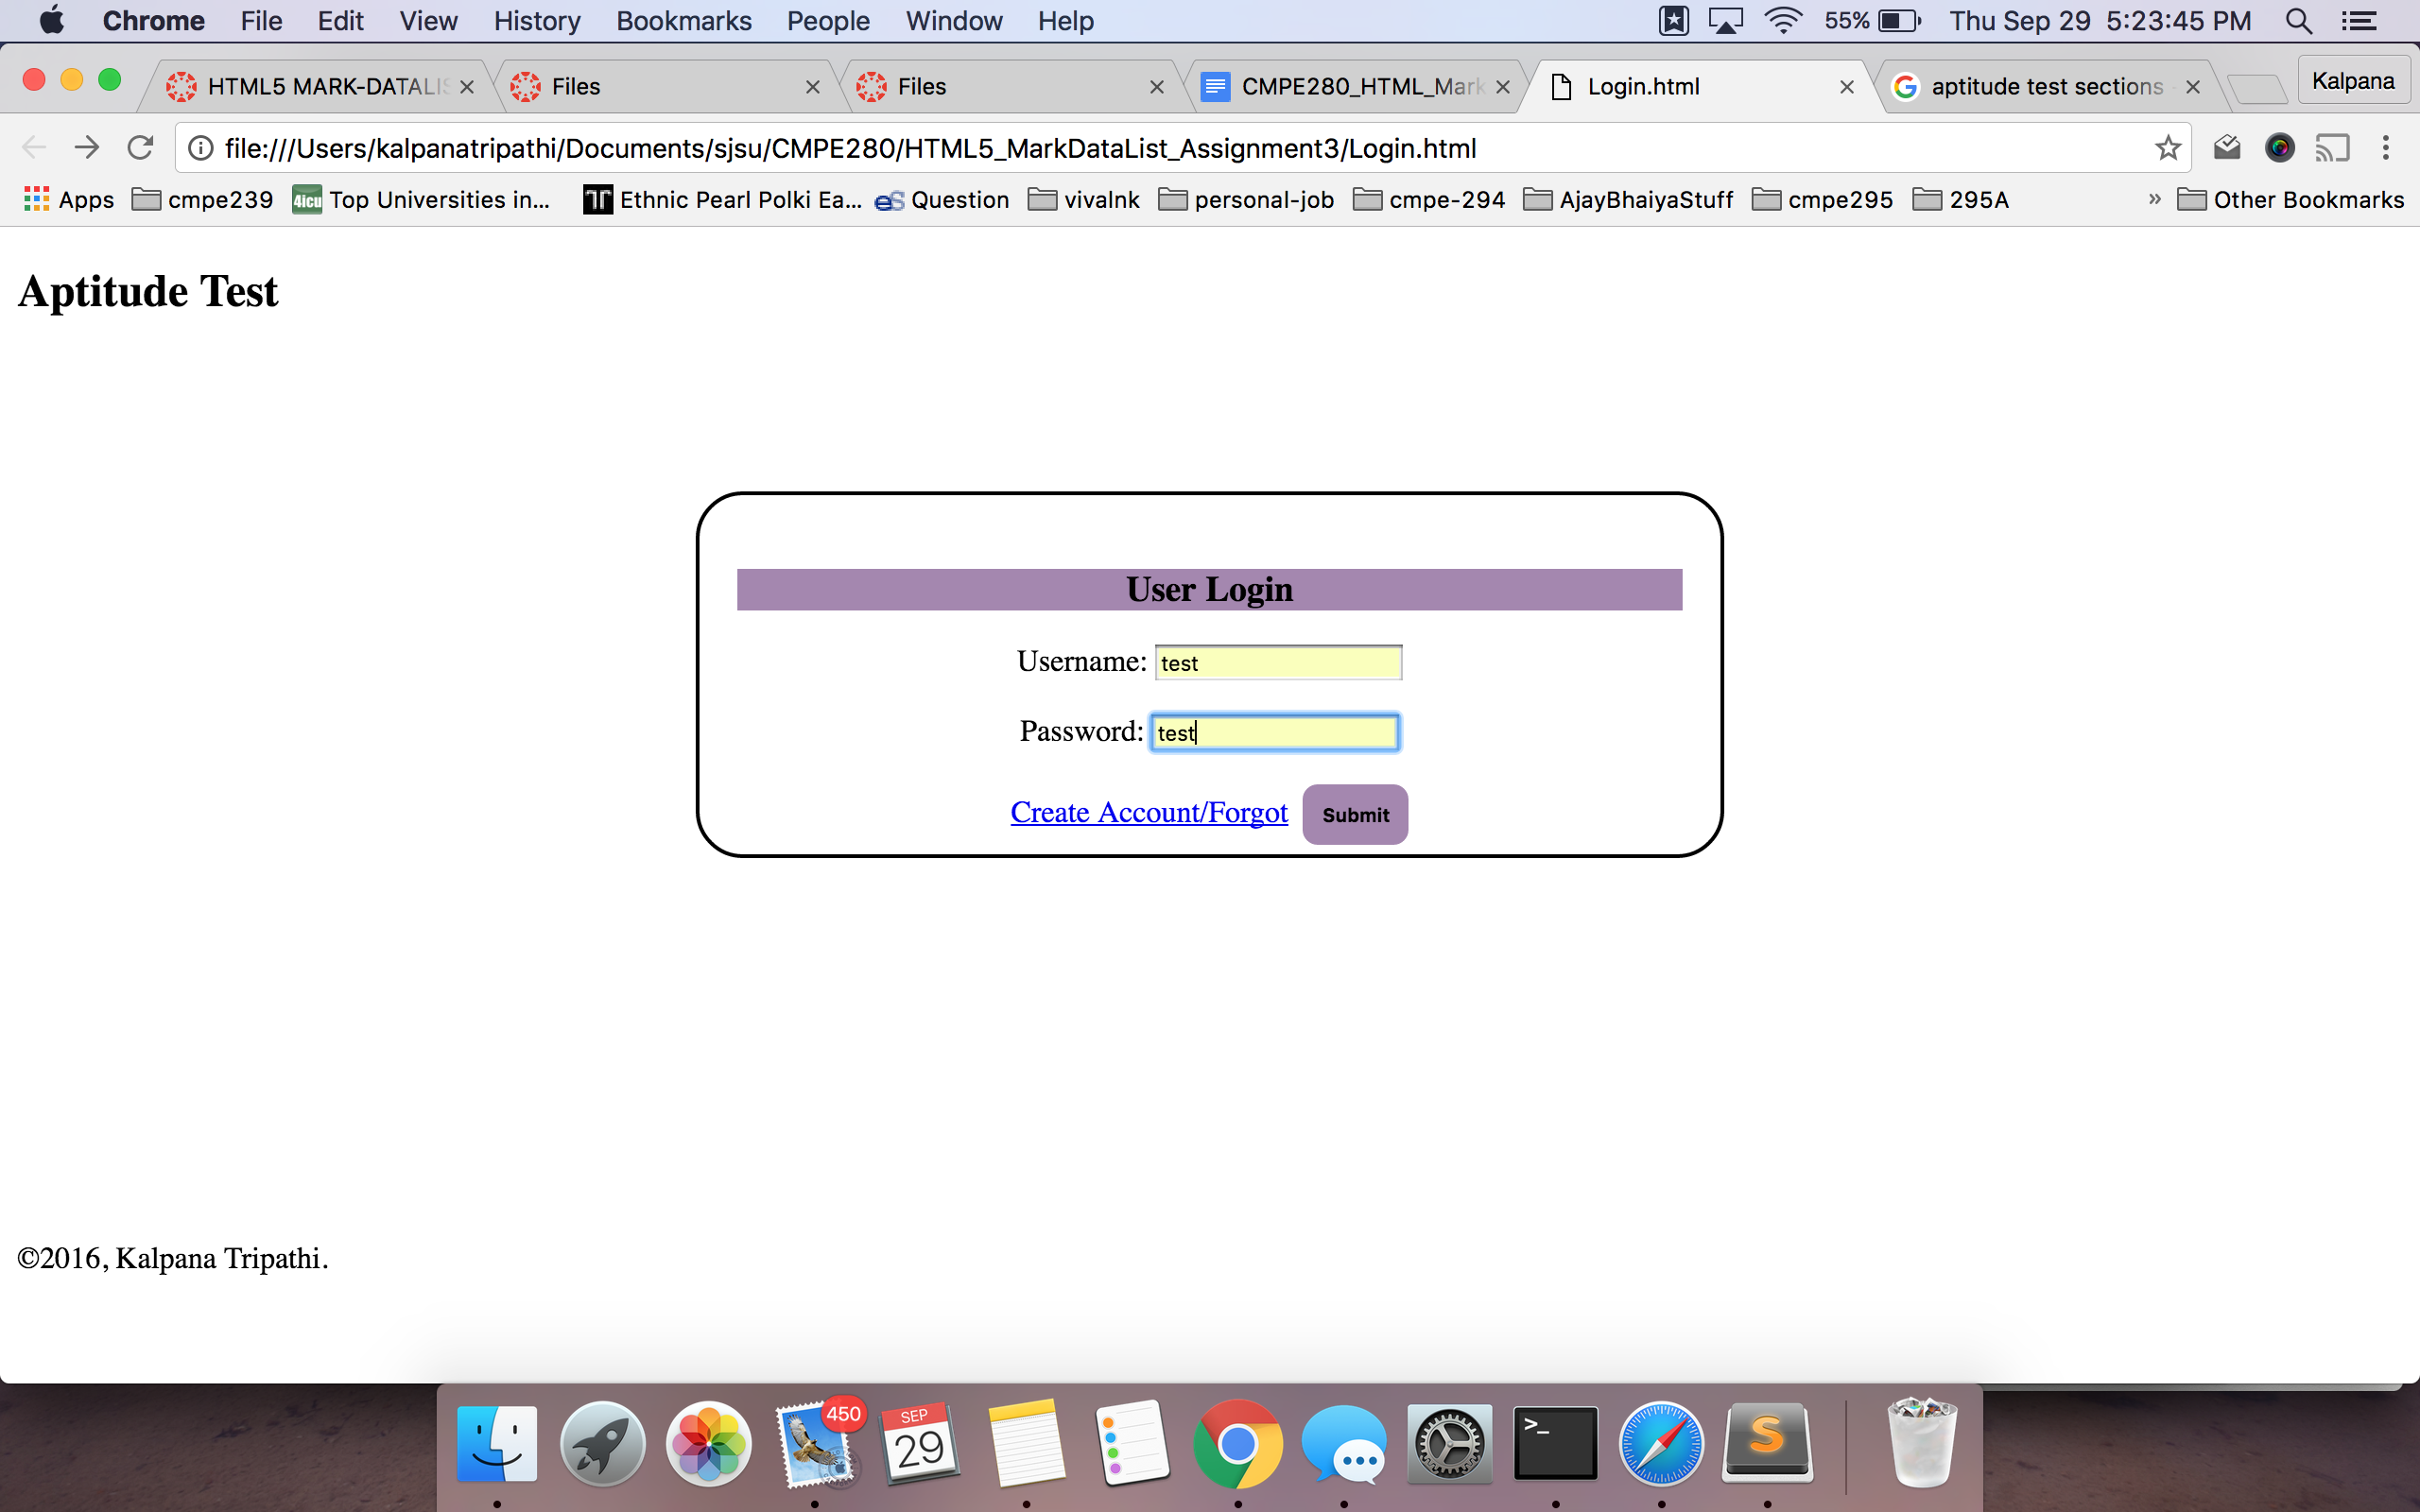 Chrome File Edit View History Bookmarks People Window Help 55% Thu Sep 29 5:23:45 PM
HTML5 MARK-DATALIS Files Files CMPE280_HTML_Mark Login.html aptitude test sections - Kalpana
file:///Users/kalpanatripathi/Documents/sjsu/CMPE280/HTML5_MarkDataList_Assignment3/Login.html
Apps cmpe239 4icu Top Universities in... Ethnic Pearl Polki Ea... eS Question vivalnk personal-job cmpe-294 AjayBhaiyaStuff cmpe295 295A » Other Bookmarks
Aptitude Test
User Login
Username: test
Password: test
Create Account/Forgot Submit
©2016, Kalpana Tripathi.
450 SEP 29 >_ S